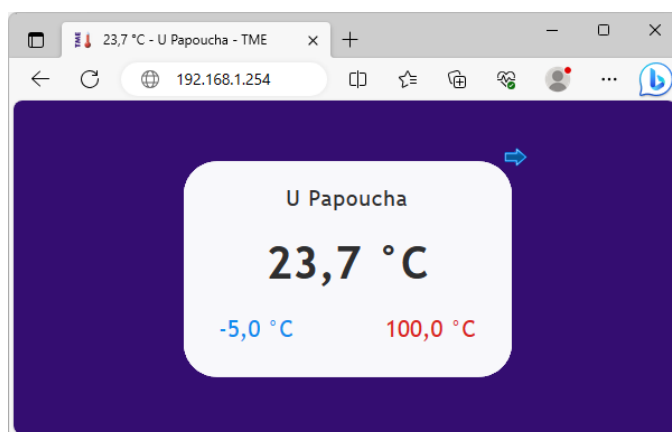 23,7 °C - U Papoucha - TME
192.168.1.254
U Papoucha
23,7 °C
-5,0 °C 100,0 °C